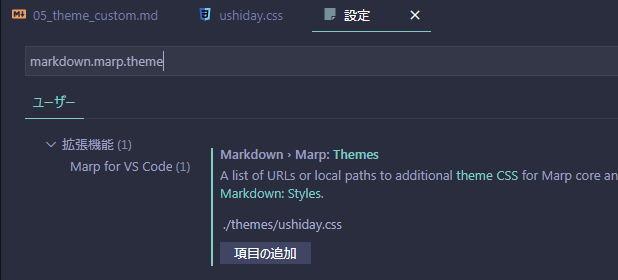 05_theme_custom.md
ushiday.css
設定
markdown.marp.theme
ユーザー
拡張機能 (1)
Marp for VS Code (1)
Markdown › Marp: Themes
A list of URLs or local paths to additional theme CSS for Marp core an
Markdown: Styles.
./themes/ushiday.css
項目の追加